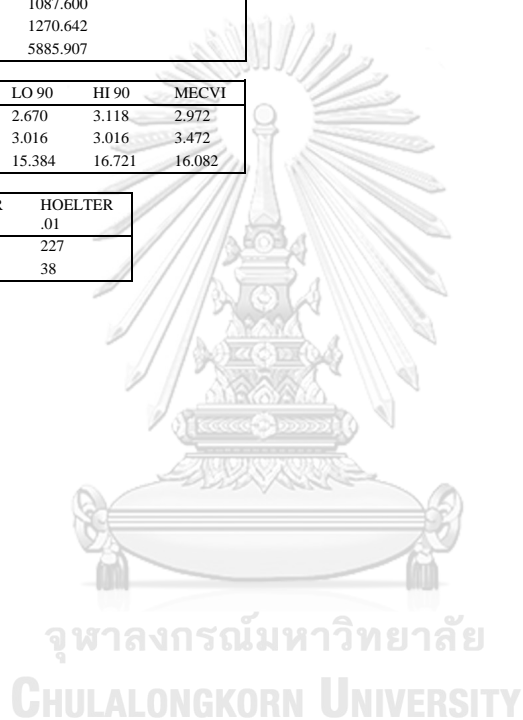 1087.600
1270.642
5885.907
LO 90 HI 90 MECVI
2.670 3.118 2.972
3.016 3.016 3.472
15.384 16.721 16.082
R HOELTER
.01
227
38
จุฬาลงกรณ์มหาวิทยาลัย
CHULALONGKORN UNIVERSITY